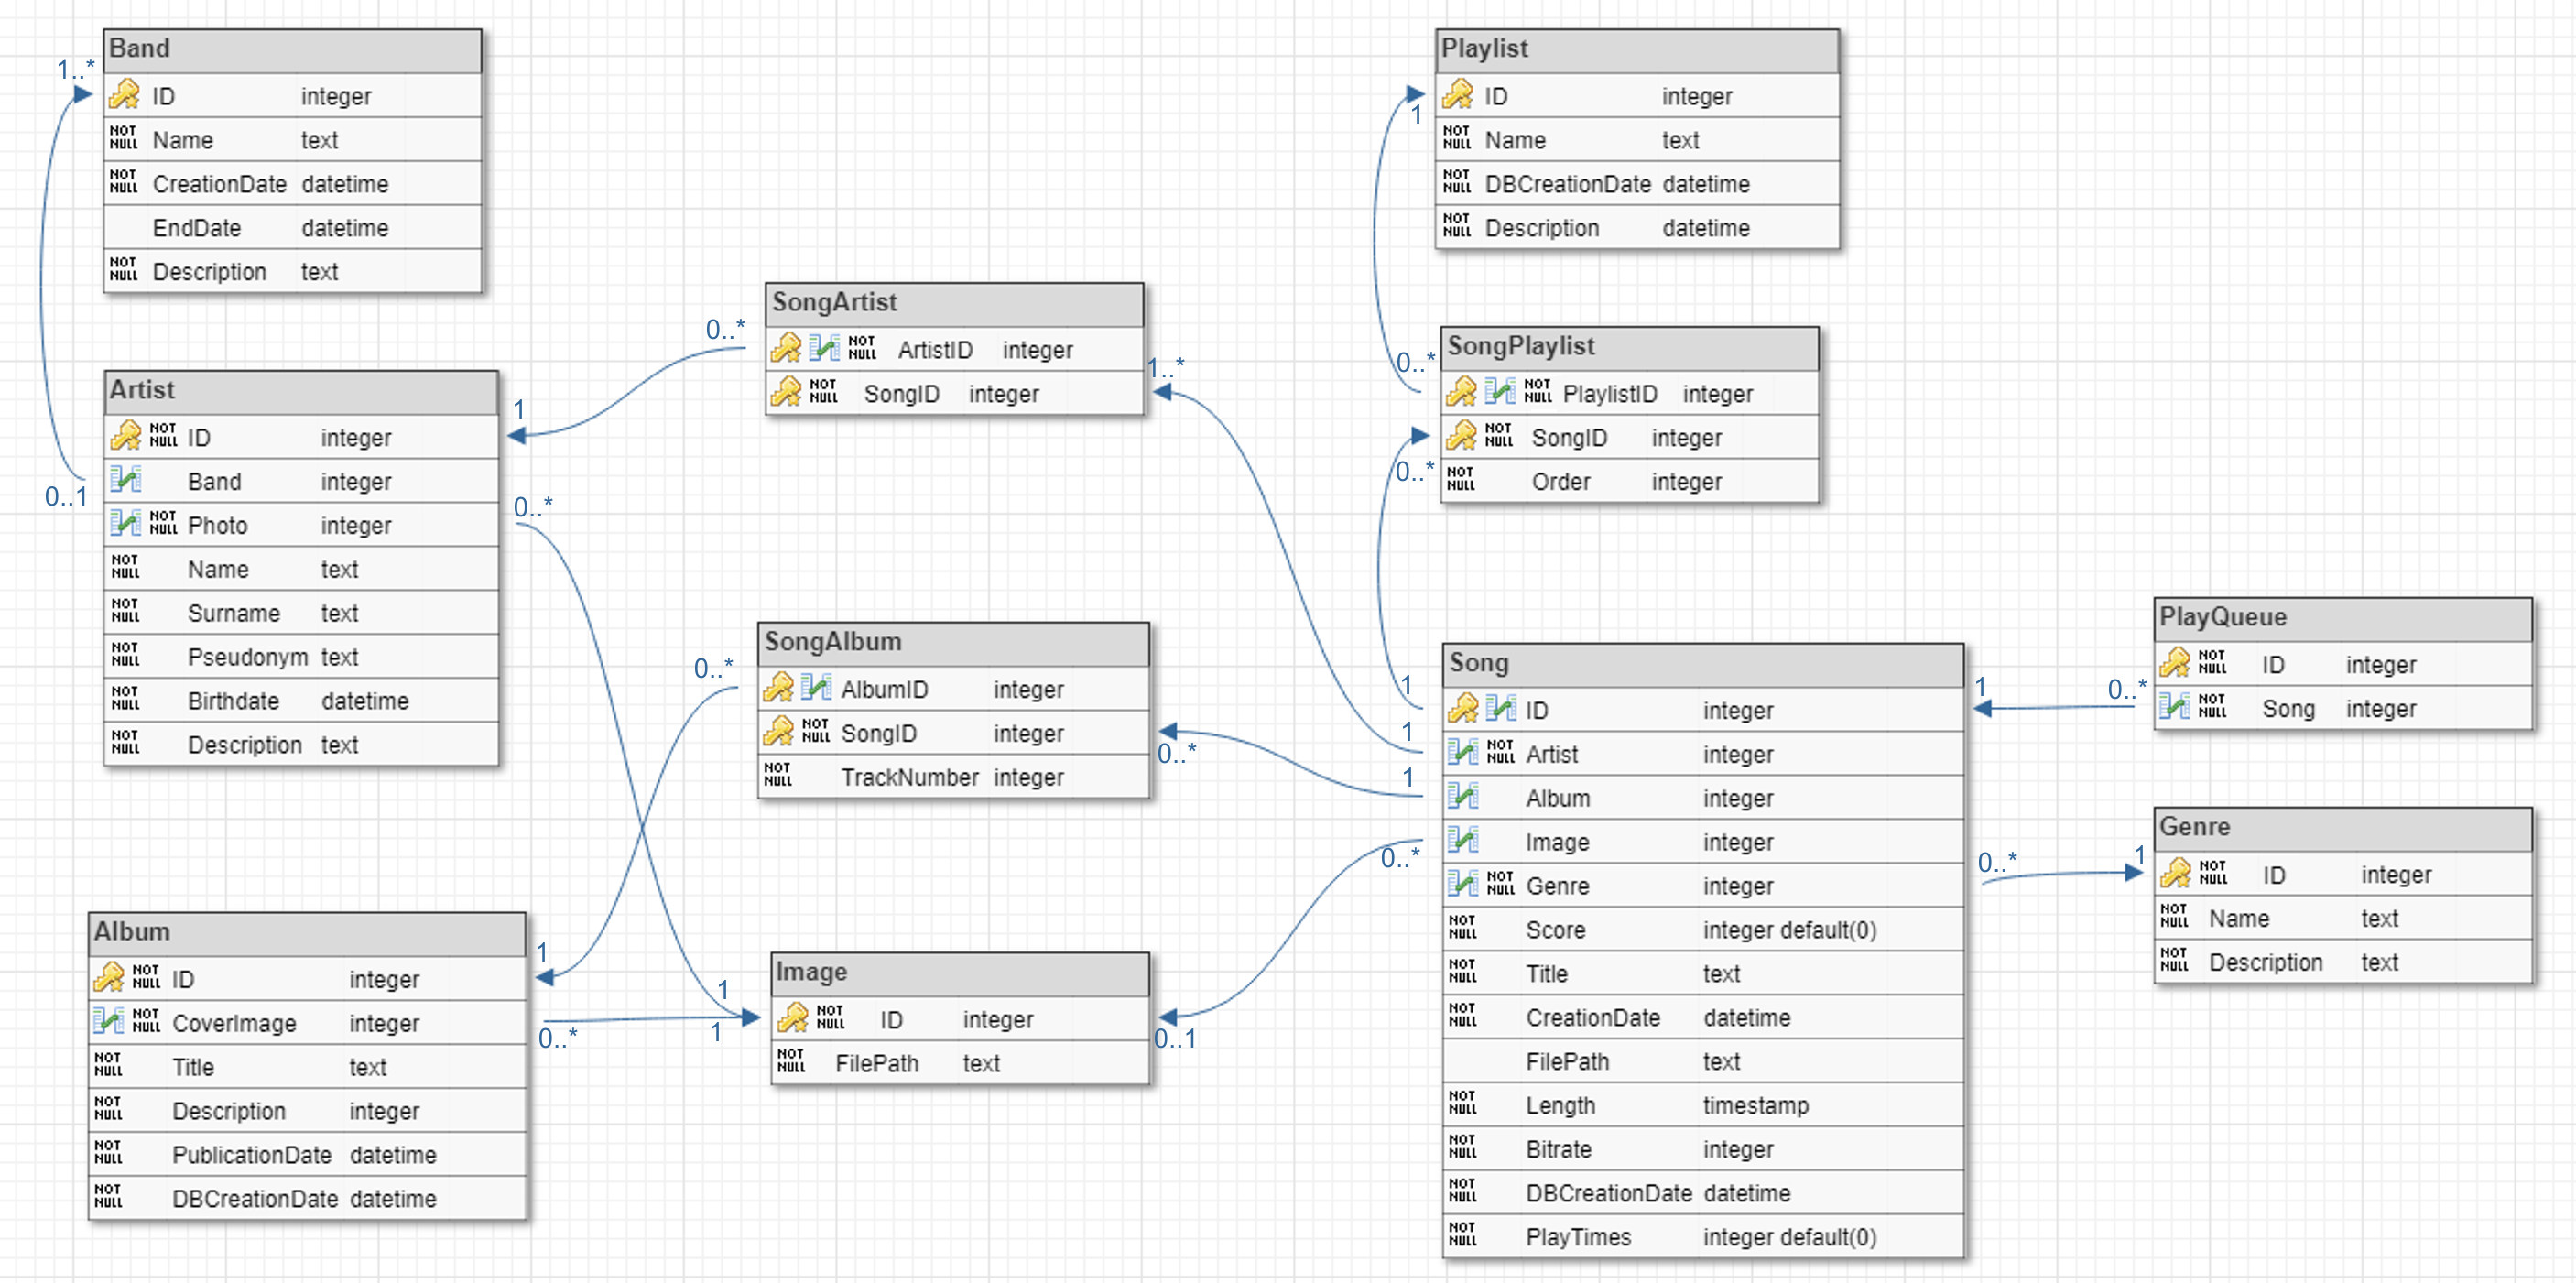 Band
1..*
ID integer
NOT NULL Name text
NOT NULL CreationDate datetime
EndDate datetime
NOT NULL Description text
Artist
NOT NULL ID integer
Band integer
0..1
NOT NULL Photo integer
NOT NULL Name text
NOT NULL Surname text
NOT NULL Pseudonym text
NOT NULL Birthdate datetime
NOT NULL Description text
1
0..*
Album
NOT NULL ID integer
NOT NULL CoverImage integer
NOT NULL Title text
NOT NULL Description integer
NOT NULL PublicationDate datetime
NOT NULL DBCreationDate datetime
1
0..*
SongArtist
0..*
NOT NULL ArtistID integer
NOT NULL SongID integer
1..*
SongAlbum
0..*
AlbumID integer
NOT NULL SongID integer
NOT NULL TrackNumber integer
0..*
Image
1
1
NOT NULL ID integer
NOT NULL FilePath text
0..1
Playlist
ID integer
1
NOT NULL Name text
NOT NULL DBCreationDate datetime
NOT NULL Description datetime
SongPlaylist
0..*
NOT NULL PlaylistID integer
NOT NULL SongID integer
0..*
NOT NULL Order integer
Song
1
ID integer
1
NOT NULL Artist integer
1
Album integer
Image integer
0..*
NOT NULL Genre integer
NOT NULL Score integer default(0)
NOT NULL Title text
NOT NULL CreationDate datetime
FilePath text
NOT NULL Length timestamp
NOT NULL Bitrate integer
NOT NULL DBCreationDate datetime
NOT NULL PlayTimes integer default(0)
1
0..*
PlayQueue
NOT NULL ID integer
0..*
NOT NULL Song integer
Genre
1
NOT NULL ID integer
NOT NULL Name text
NOT NULL Description text